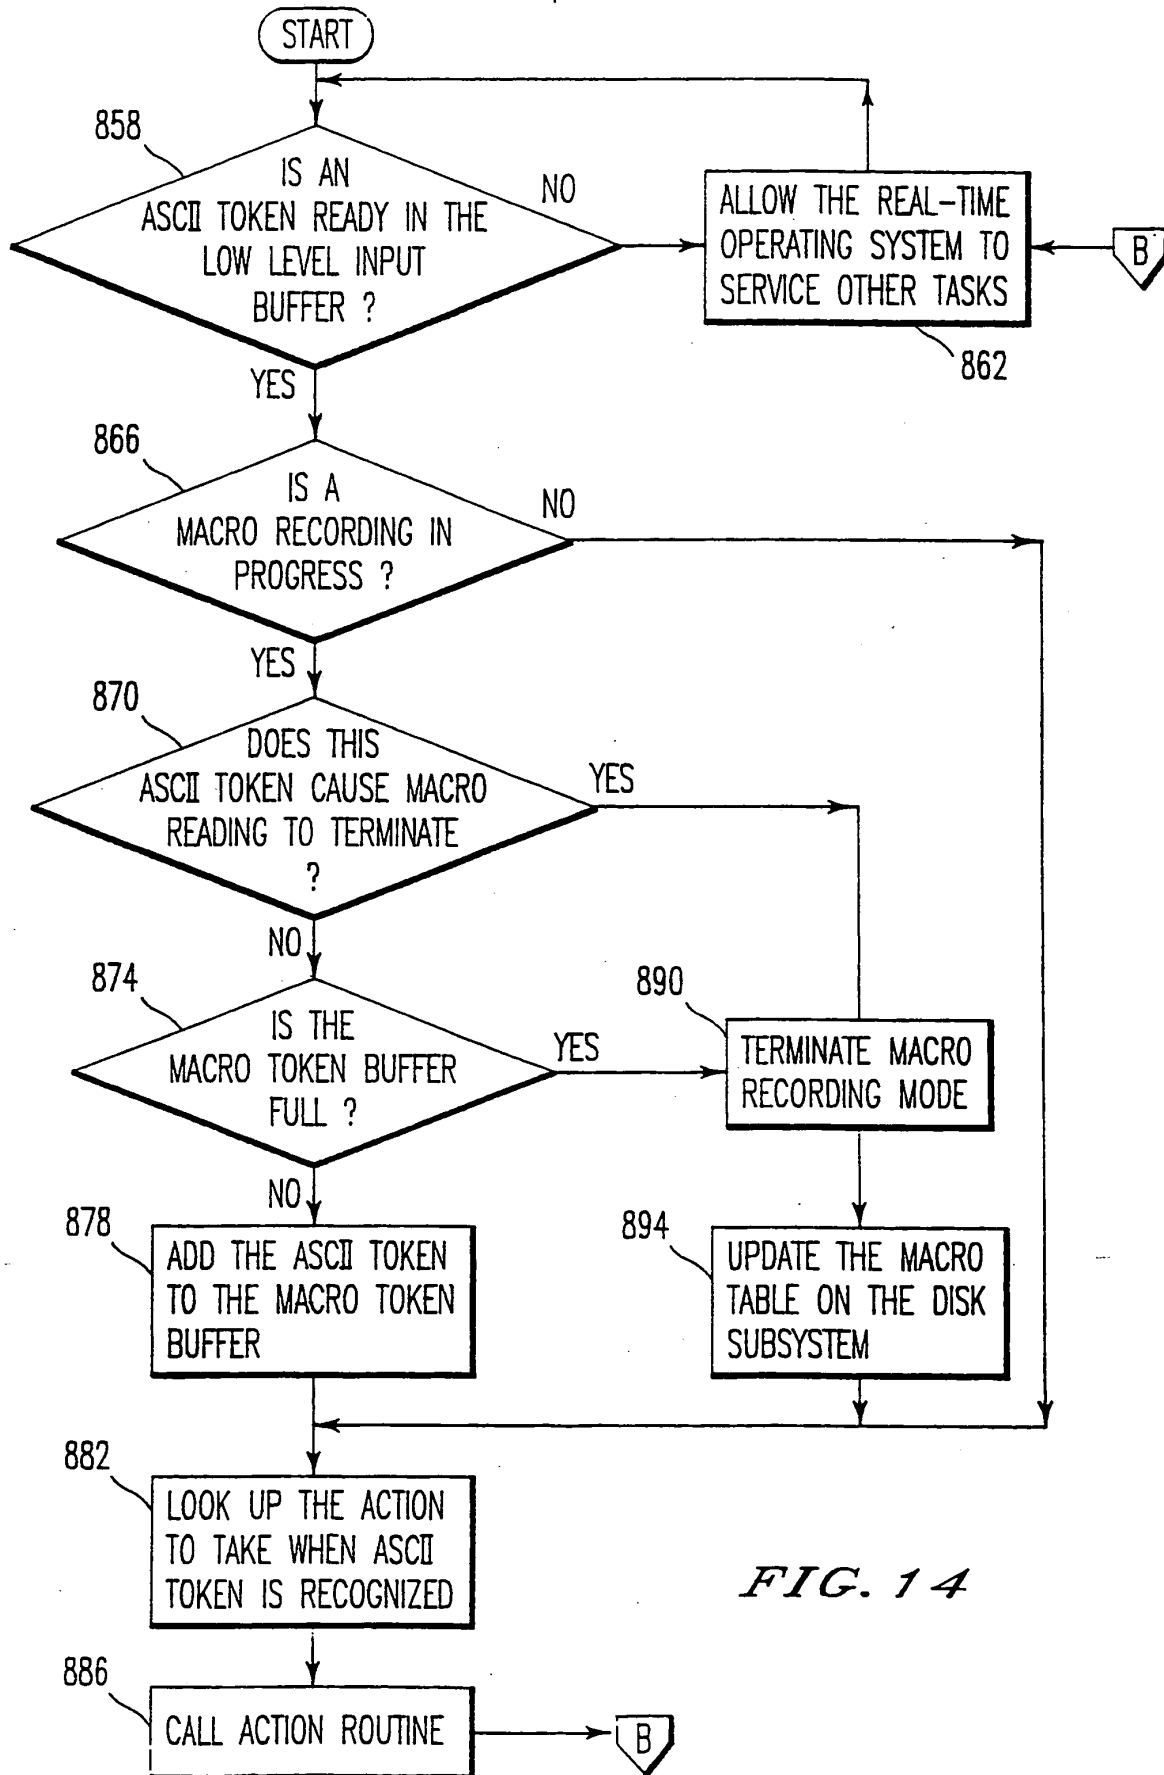 START
858
IS AN
ASCII TOKEN READY IN THE
LOW LEVEL INPUT
BUFFER ?
NO
ALLOW THE REAL-TIME
OPERATING SYSTEM TO
SERVICE OTHER TASKS
B
862
YES
866
IS A
MACRO RECORDING IN
PROGRESS ?
NO
YES
870
DOES THIS
ASCII TOKEN CAUSE MACRO
READING TO TERMINATE
?
YES
NO
874
IS THE
MACRO TOKEN BUFFER
FULL ?
YES
890
TERMINATE MACRO
RECORDING MODE
NO
878
ADD THE ASCII TOKEN
TO THE MACRO TOKEN
BUFFER
894
UPDATE THE MACRO
TABLE ON THE DISK
SUBSYSTEM
882
LOOK UP THE ACTION
TO TAKE WHEN ASCII
TOKEN IS RECOGNIZED
FIG. 14
886
CALL ACTION ROUTINE
B